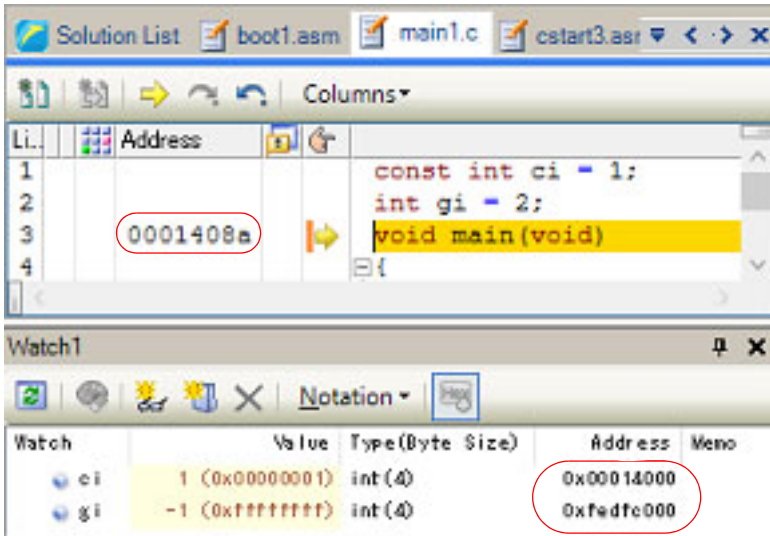 Solution List boot1.asm main1.c cstart3.asr
Columns
Li.. Address
1 const int ci = 1;
2 int gi = 2;
3 0001408a void main(void)
4 {
Watch1
Notation Hex
Watch Value Type(Byte Size) Address Memo
ci 1 (0x00000001) int(4) 0x00014000
gi -1 (0xffffffff) int(4) 0xfedfc000